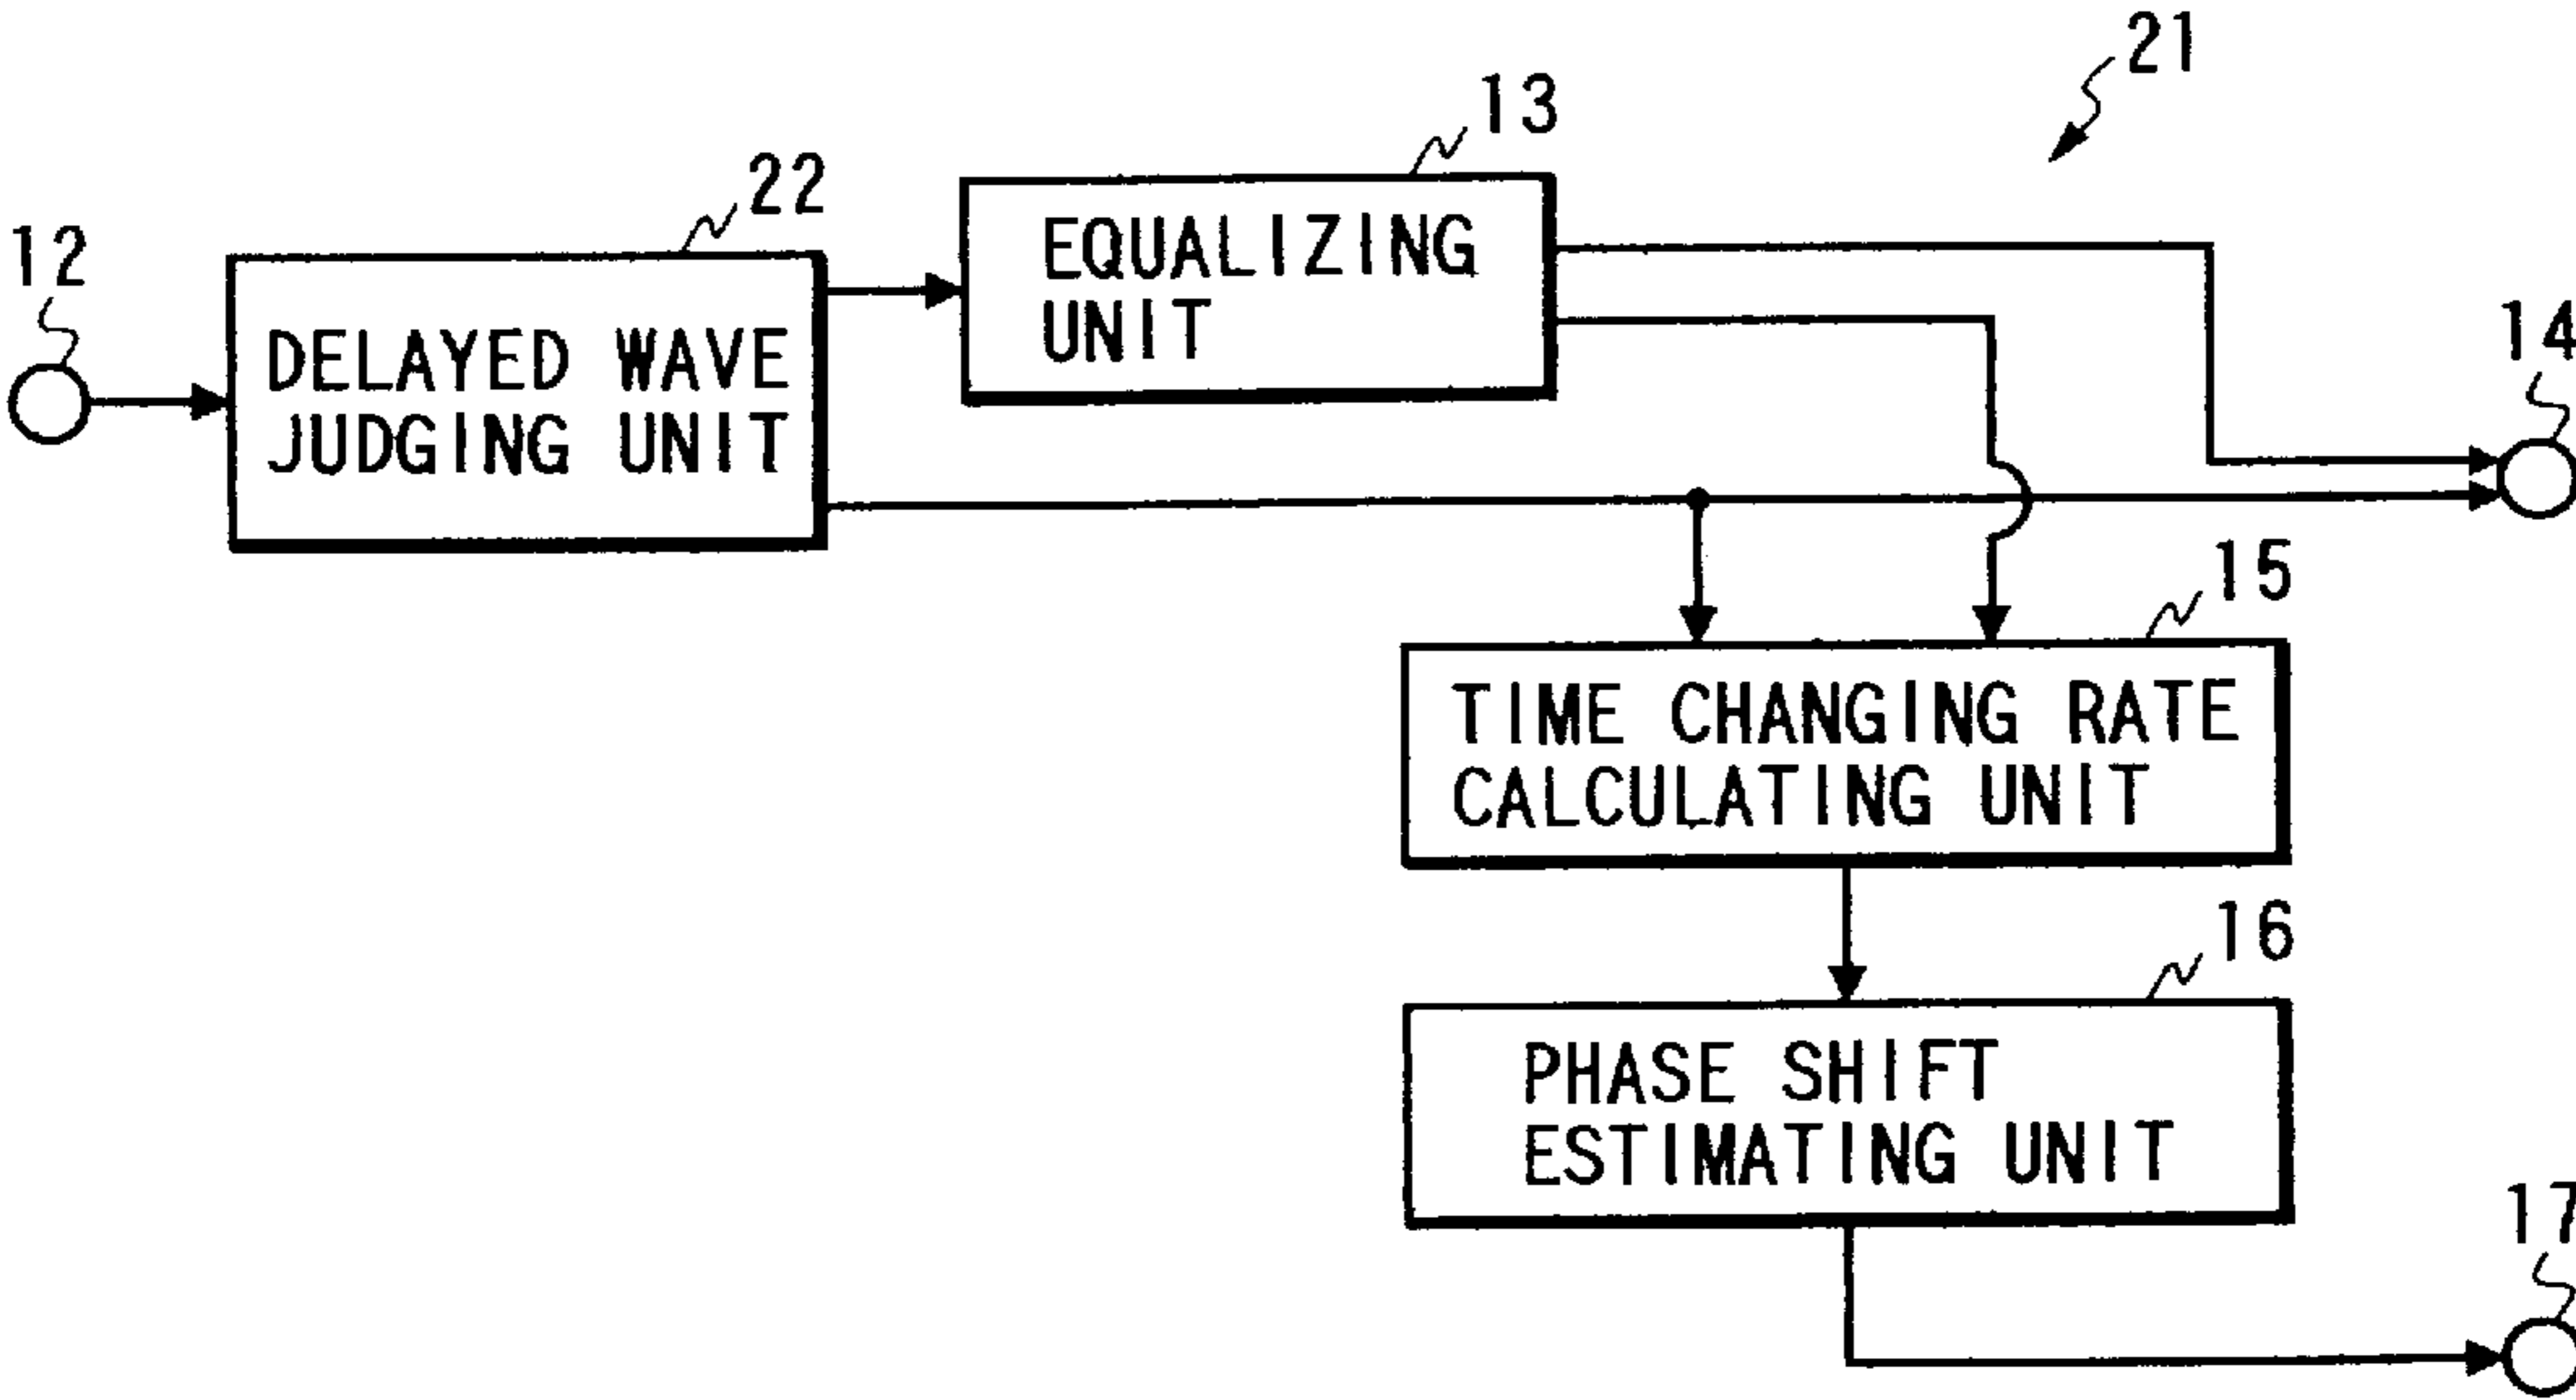 21
13
22
12
EQUALIZING
UNIT
DELAYED WAVE
JUDGING UNIT
14
15
TIME CHANGING RATE
CALCULATING UNIT
16
PHASE SHIFT
ESTIMATING UNIT
17